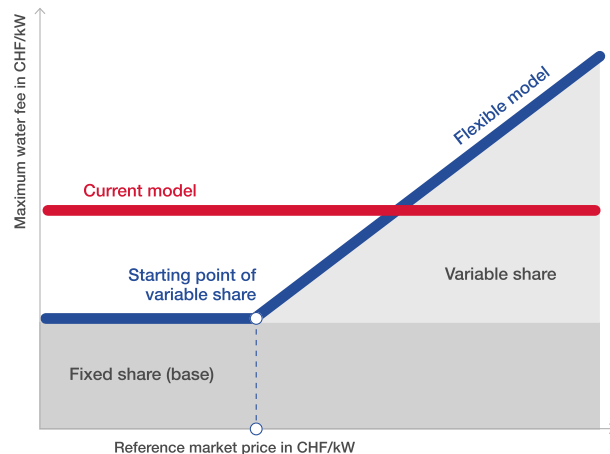 Maximum water fee in CHF/kW
Flexible model
Current model
Starting point of
variable share
Variable share
Fixed share (base)
Reference market price in CHF/kW